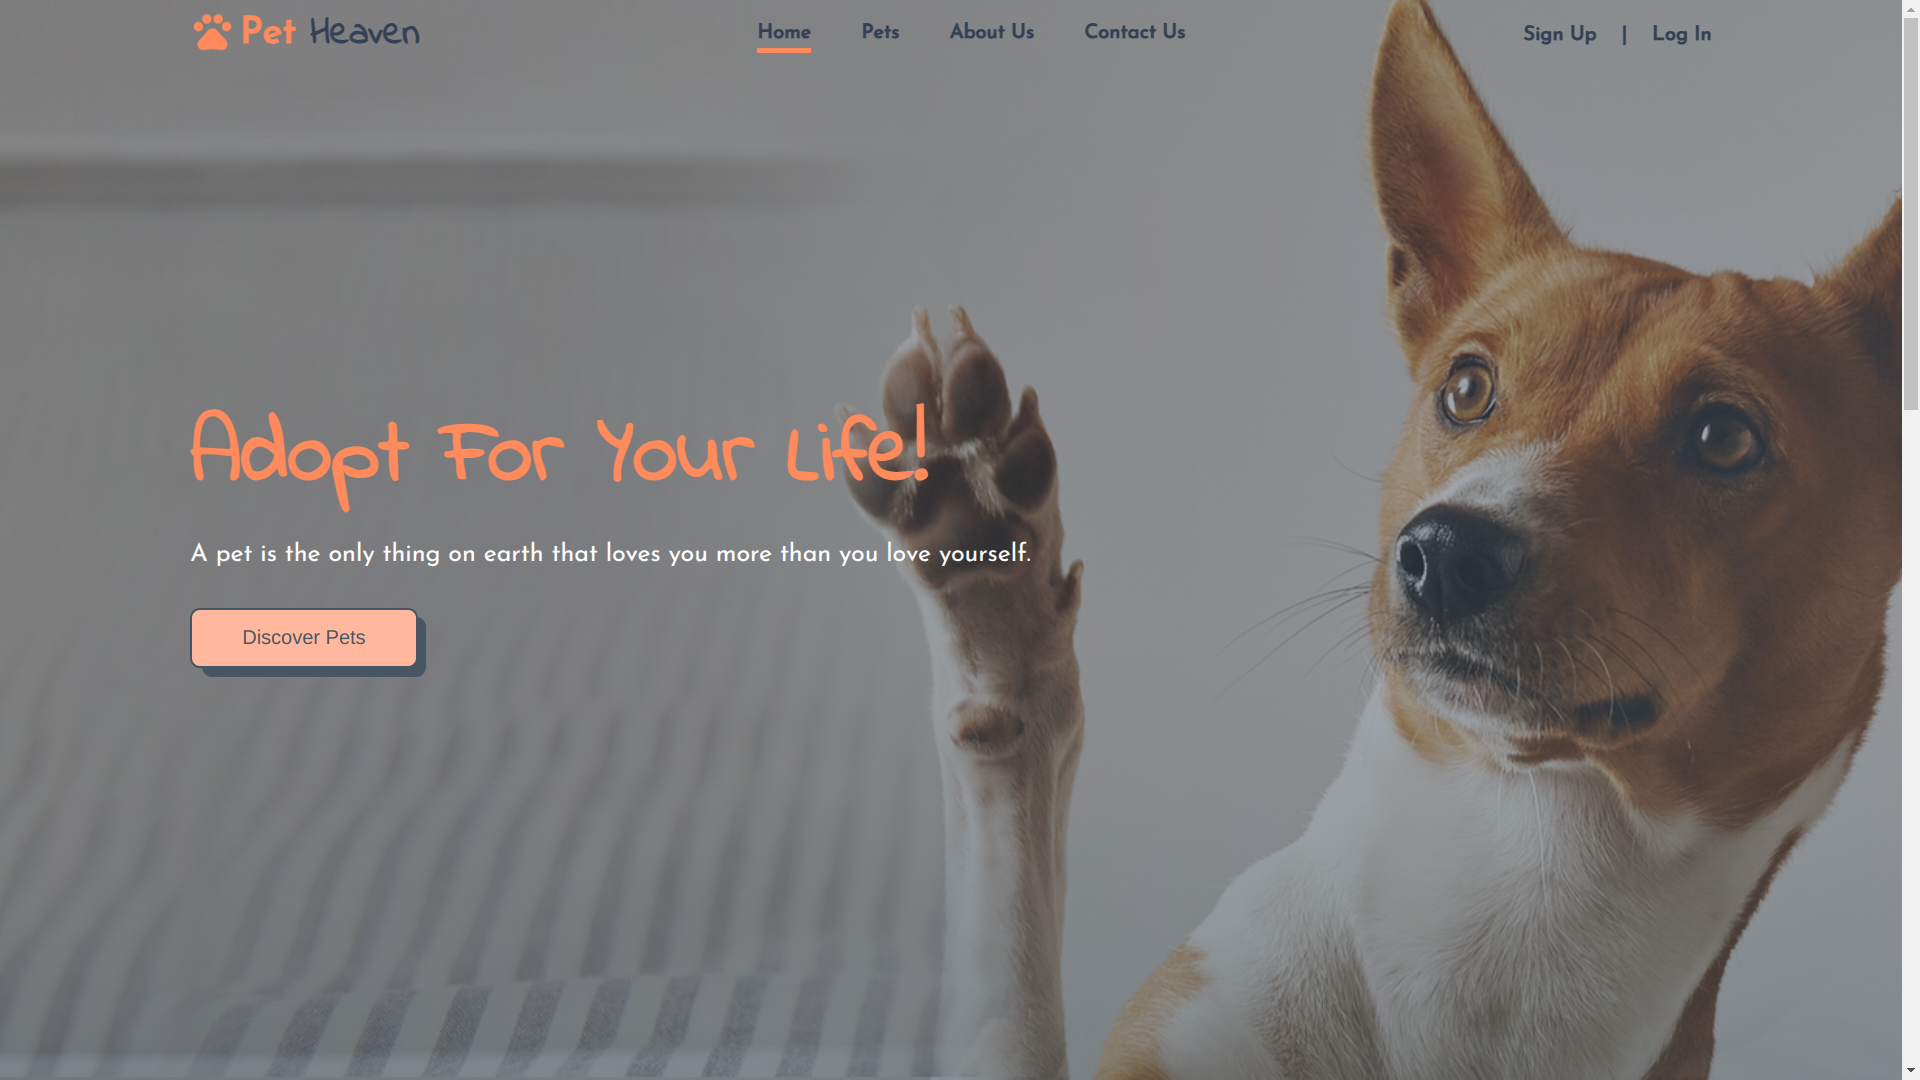 Pet Heaven
Home
Pets
About Us
Contact Us
Sign Up | Log In
Adopt For Your Life!
A pet is the only thing on earth that loves you more than you love yourself.
Discover Pets